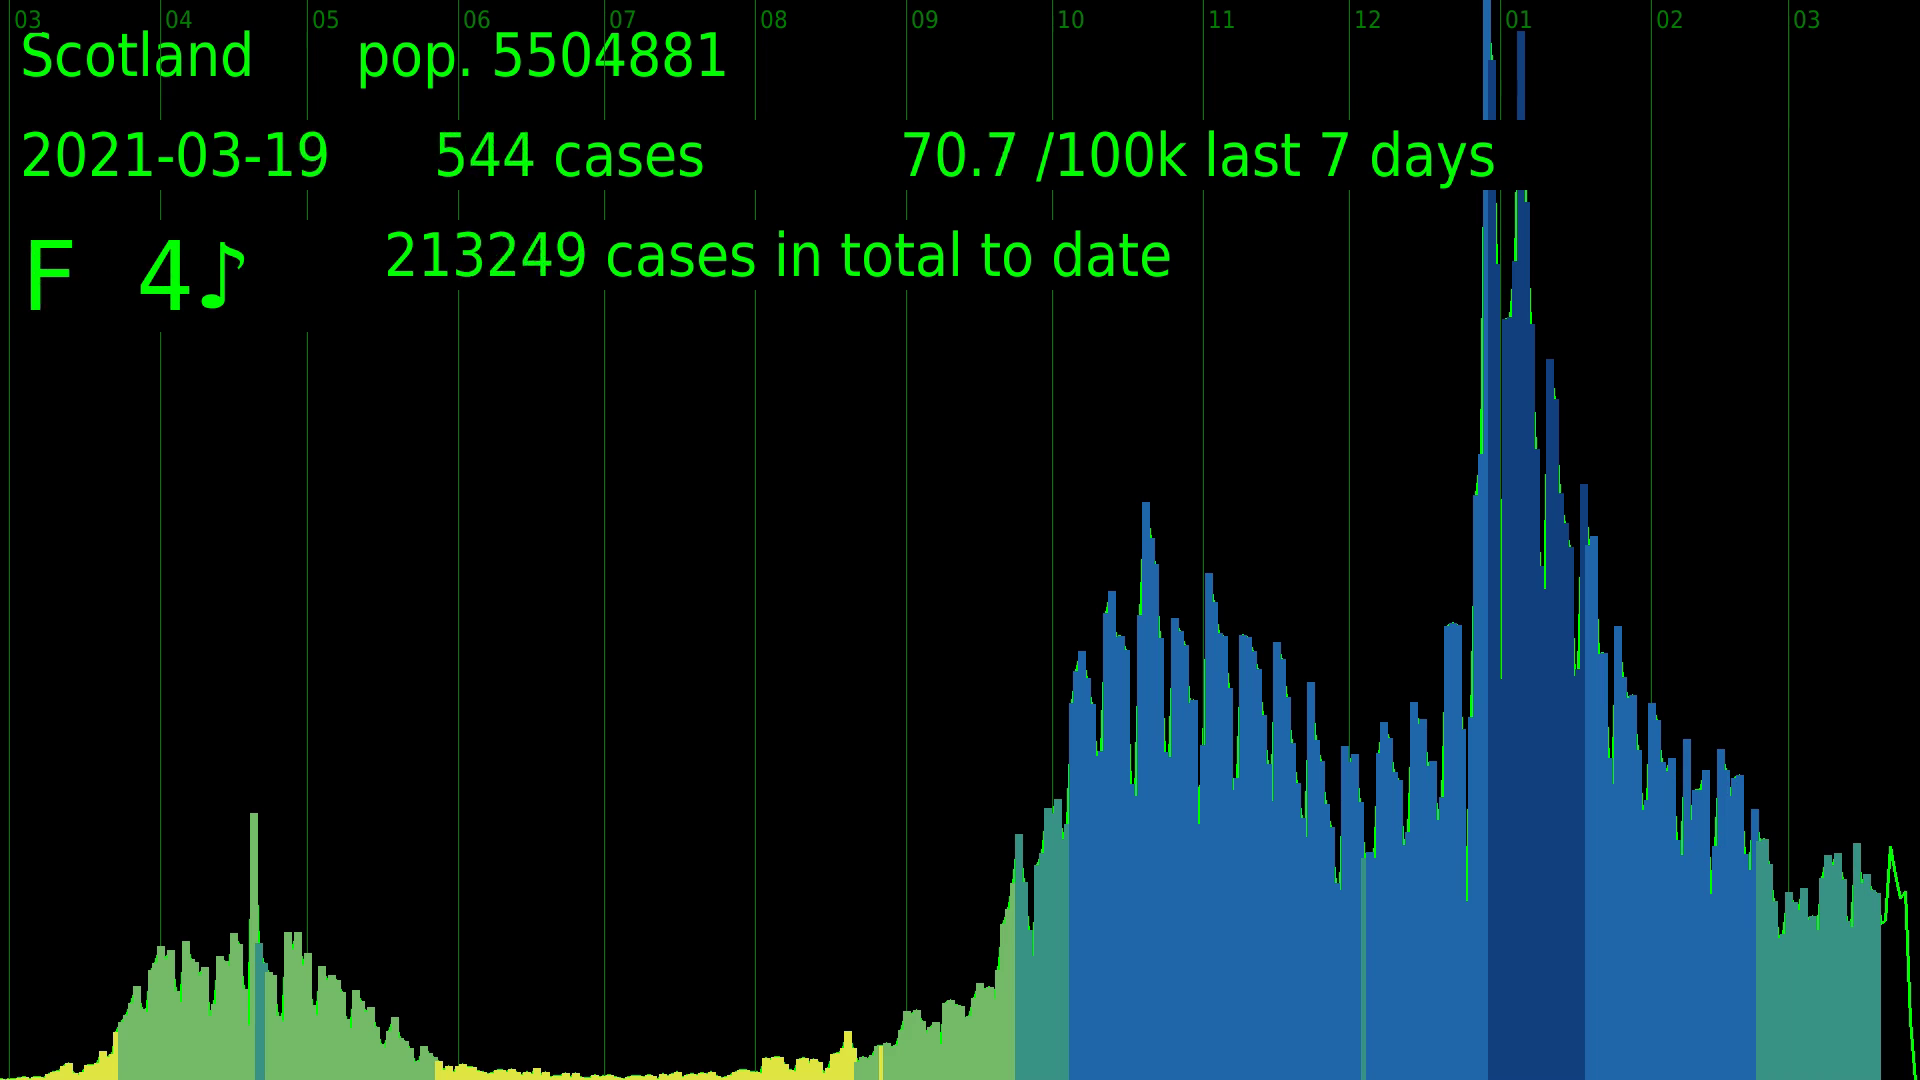 03 04 05 06 07 08 09 10 11 12 01 02 03
Scotland pop. 5504881
2021-03-19 544 cases 70.7 /100k last 7 days
F 4♪ 213249 cases in total to date